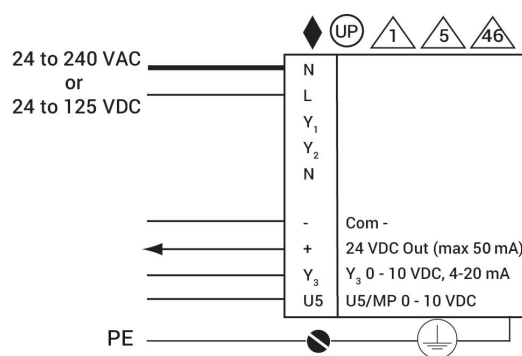 UP 1 5 46
24 to 240 VAC
or
24 to 125 VDC
N
L
Y₁
Y₂
N
- Com -
+ 24 VDC Out (max 50 mA)
Y₃ Y₃ 0 - 10 VDC, 4-20 mA
U5 U5/MP 0 - 10 VDC
PE